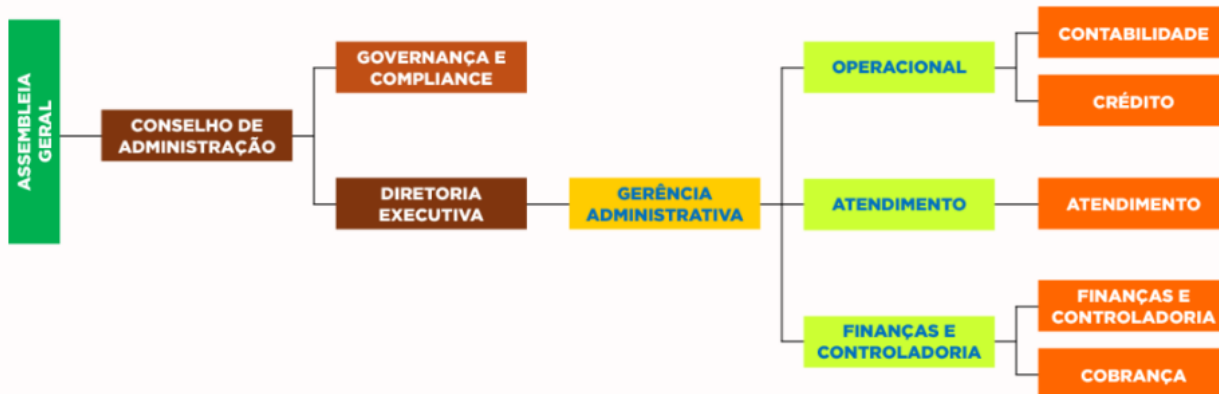 ASSEMBLEIA
GERAL
CONSELHO DE
ADMINISTRAÇÃO
GOVERNANÇA E
COMPLIANCE
DIRETORIA
EXECUTIVA
GERÊNCIA
ADMINISTRATIVA
OPERACIONAL
CONTABILIDADE
CRÉDITO
ATENDIMENTO
ATENDIMENTO
FINANÇAS E
CONTROLADORIA
FINANÇAS E
CONTROLADORIA
COBRANÇA